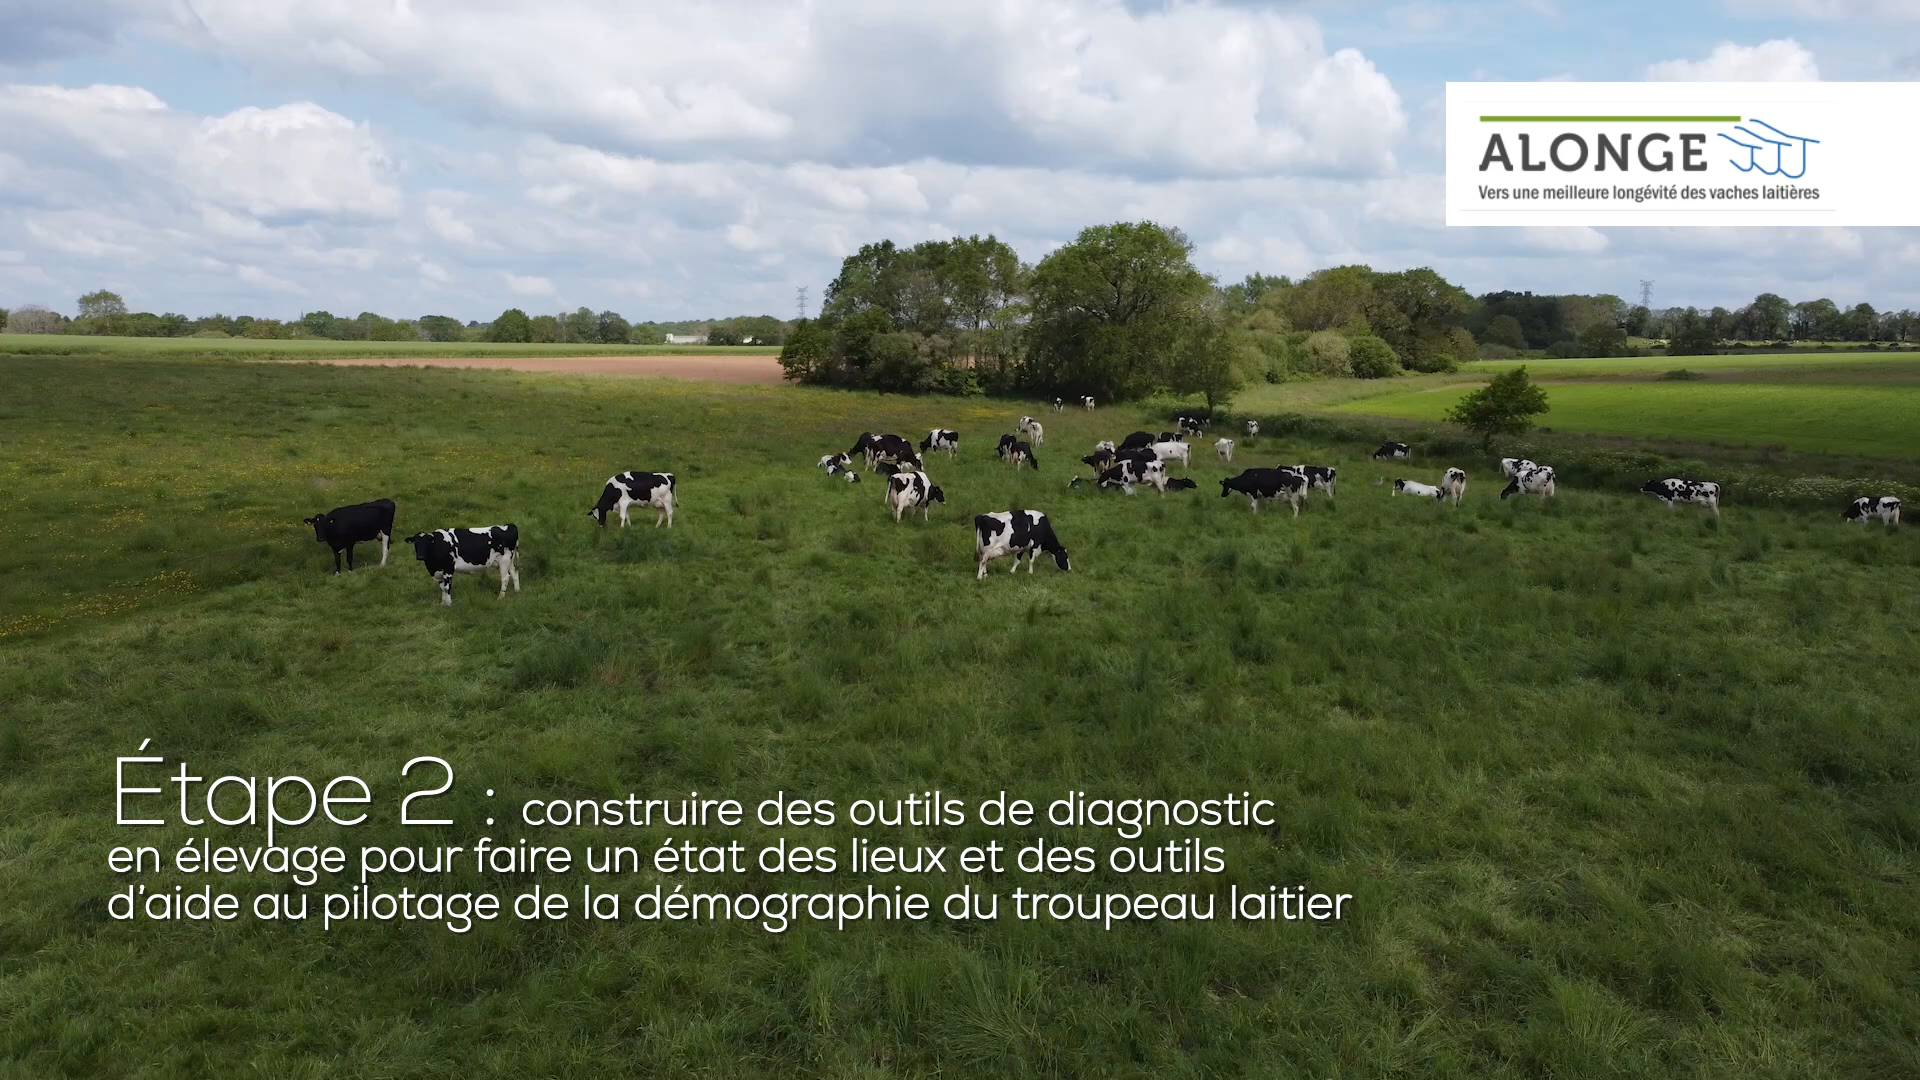 ALONGE
Vers une meilleure longévité des vaches laitières
Étape 2 : construire des outils de diagnostic
en élevage pour faire un état des lieux et des outils
d'aide au pilotage de la démographie du troupeau laitier